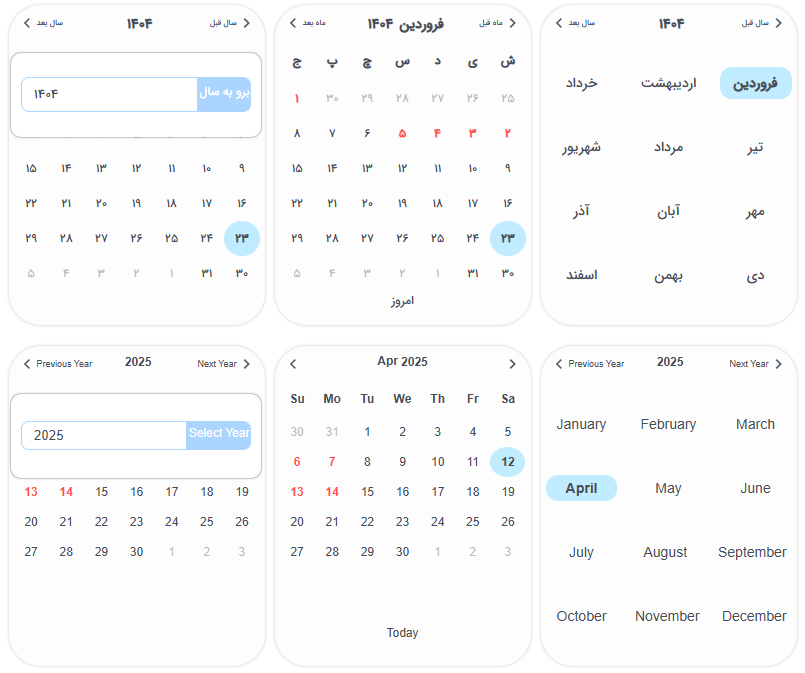 سال قبل ۱۴۰۴ سال بعد
۱۴۰۴ برو به سال
۹ ۱۰ ۱۱ ۱۲ ۱۳ ۱۴ ۱۵
۱۶ ۱۷ ۱۸ ۱۹ ۲۰ ۲۱ ۲۲
۲۳ ۲۴ ۲۵ ۲۶ ۲۷ ۲۸ ۲۹
۳۰ ۳۱ ۱ ۲ ۳ ۴ ۵
ماه قبل فروردین ۱۴۰۴ ماه بعد
ش ی د س چ پ ج
۲۵ ۲۶ ۲۷ ۲۸ ۲۹ ۳۰ ۱
۲ ۳ ۴ ۵ ۶ ۷ ۸
۹ ۱۰ ۱۱ ۱۲ ۱۳ ۱۴ ۱۵
۱۶ ۱۷ ۱۸ ۱۹ ۲۰ ۲۱ ۲۲
۲۳ ۲۴ ۲۵ ۲۶ ۲۷ ۲۸ ۲۹
۳۰ ۳۱ ۱ ۲ ۳ ۴ ۵
امروز
سال قبل ۱۴۰۴ سال بعد
فروردین اردیبهشت خرداد
تیر مرداد شهریور
مهر آبان آذر
دی بهمن اسفند
Previous Year 2025 Next Year
2025 Select Year
13 14 15 16 17 18 19
20 21 22 23 24 25 26
27 28 29 30 1 2 3
Apr 2025
Su Mo Tu We Th Fr Sa
30 31 1 2 3 4 5
6 7 8 9 10 11 12
13 14 15 16 17 18 19
20 21 22 23 24 25 26
27 28 29 30 1 2 3
Today
Previous Year 2025 Next Year
January February March
April May June
July August September
October November December